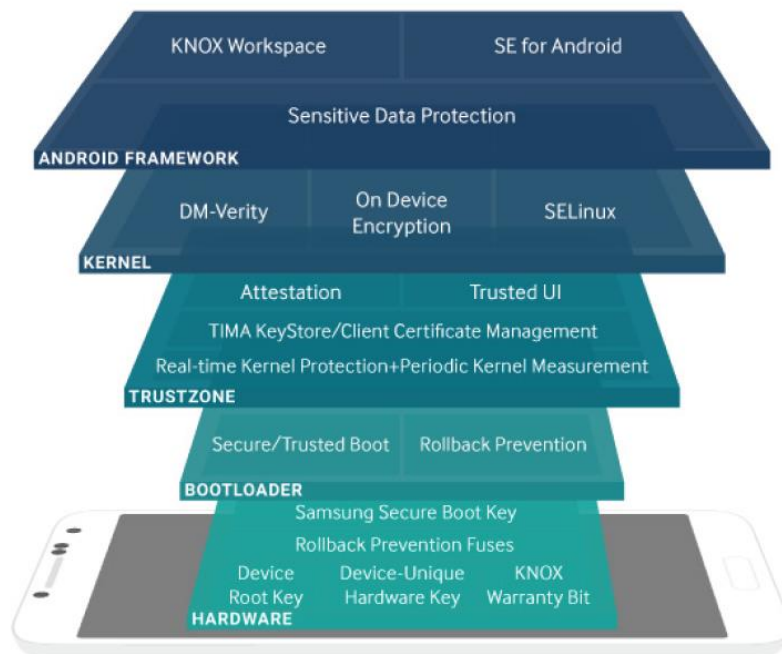 KNOX Workspace SE for Android
Sensitive Data Protection
ANDROID FRAMEWORK
DM-Verity On Device Encryption SELinux
KERNEL
Attestation Trusted UI
TIMA KeyStore/Client Certificate Management
Real-time Kernel Protection+Periodic Kernel Measurement
TRUSTZONE
Secure/Trusted Boot Rollback Prevention
BOOTLOADER
Samsung Secure Boot Key
Rollback Prevention Fuses
Device Device-Unique KNOX
Root Key Hardware Key Warranty Bit
HARDWARE